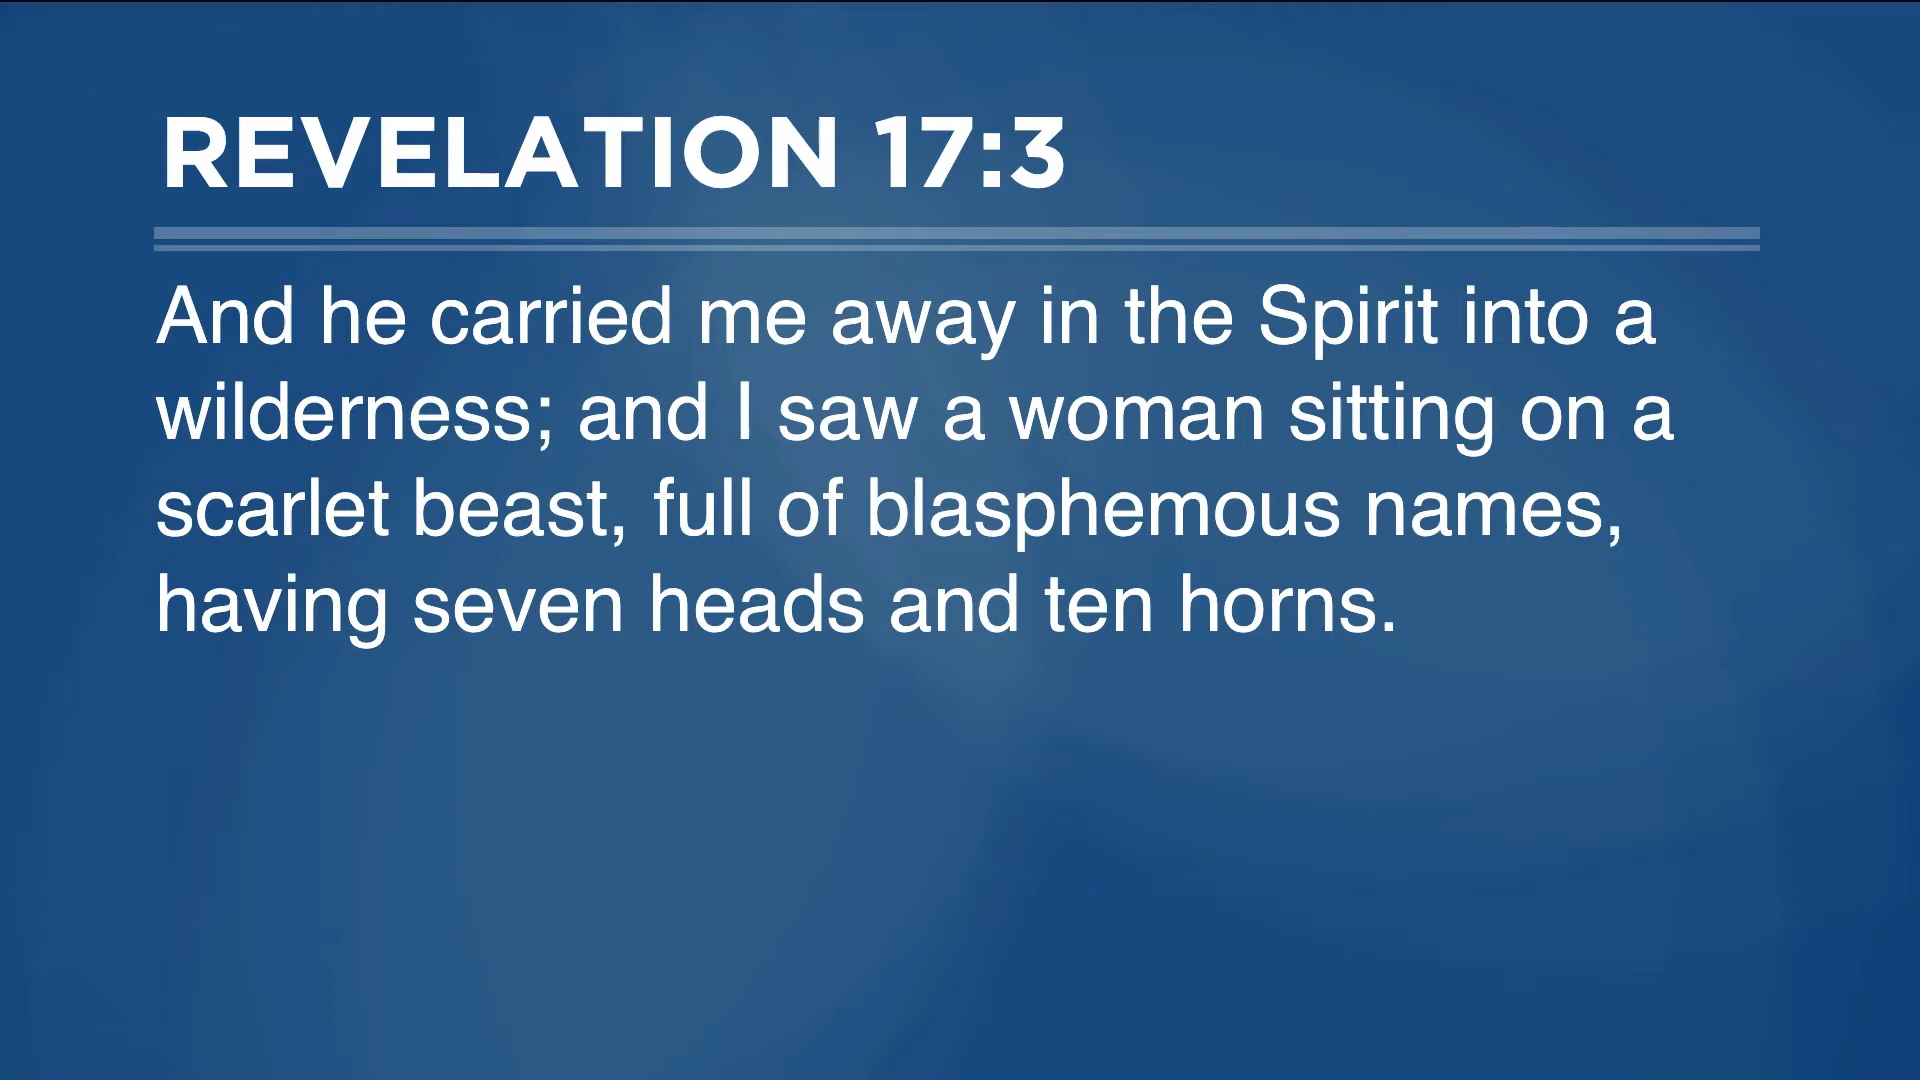 REVELATION 17:3
And he carried me away in the Spirit into a
wilderness; and I saw a woman sitting on a
scarlet beast, full of blasphemous names,
having seven heads and ten horns.